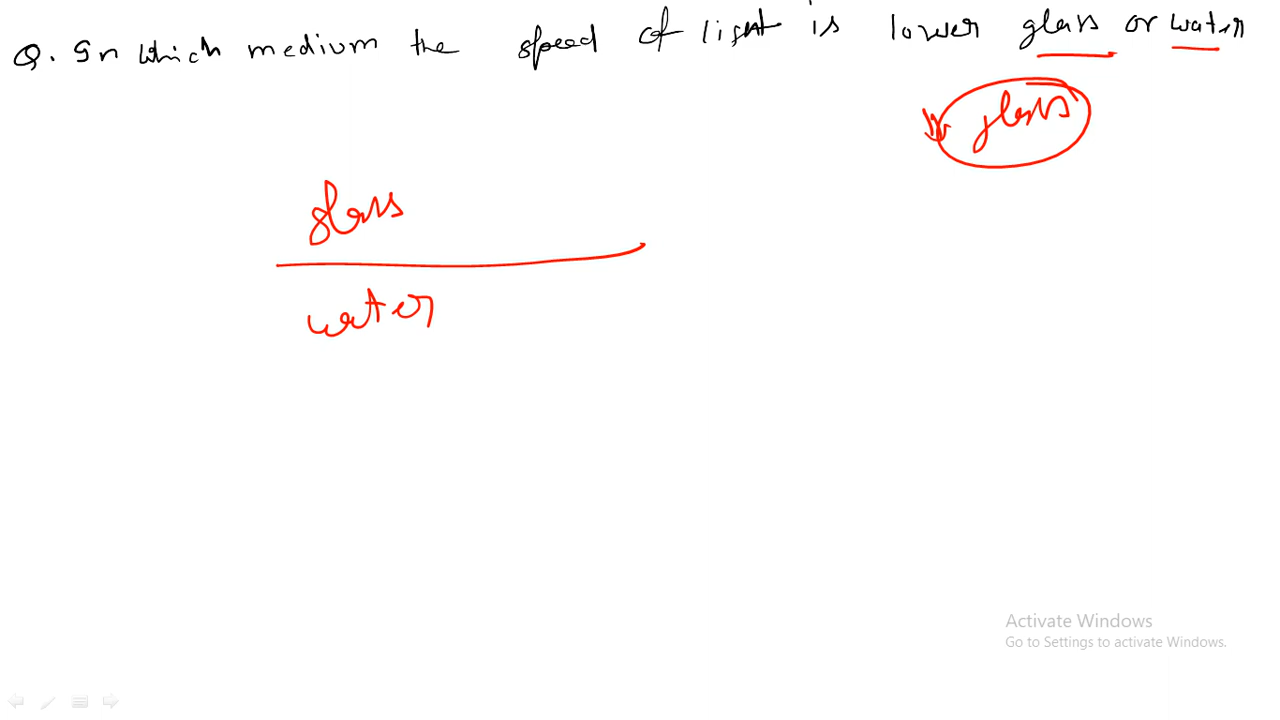 Q. In which medium the speed of light is lower glass or water
glass
glass
water
Activate Windows
Go to Settings to activate Windows.